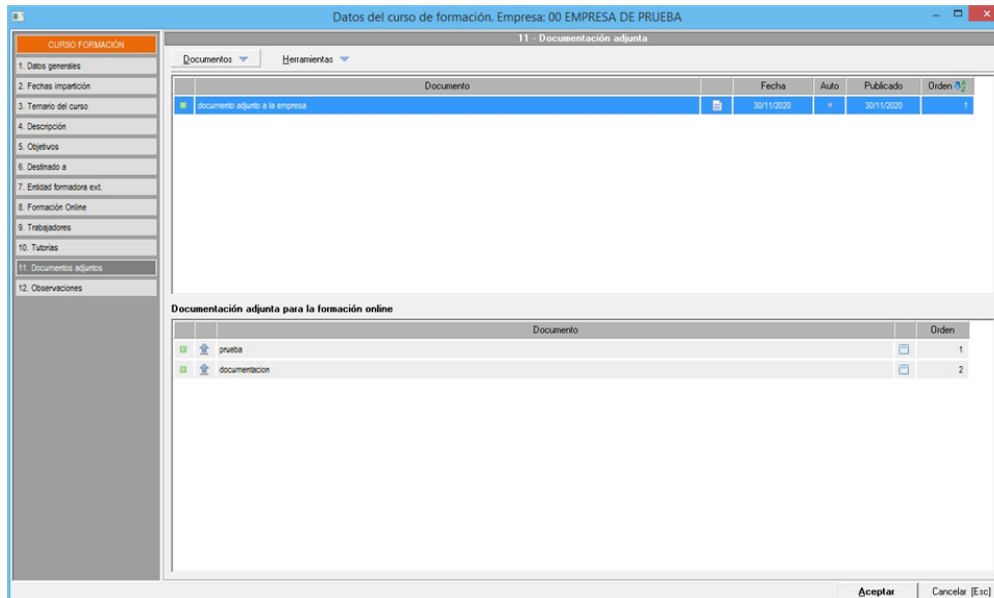 Datos del curso de formación. Empresa: 00 EMPRESA DE PRUEBA
CURSO FORMACIÓN
1. Datos generales
2. Fechas impartición
3. Temario del curso
4. Descripción
5. Objetivos
6. Destinado a
7. Entidad formadora ext.
8. Formación Online
9. Trabajadores
10. Tutorías
11. Documentos adjuntos
12. Observaciones
11 - Documentación adjunta
Documentos Herramientas
Documento Fecha Auto Publicado Orden
documento adjunto a la empresa 30/11/2020 30/11/2020 1
Documentación adjunta para la formación online
Documento Orden
prueba 1
documentacion 2
Aceptar Cancelar [Esc]